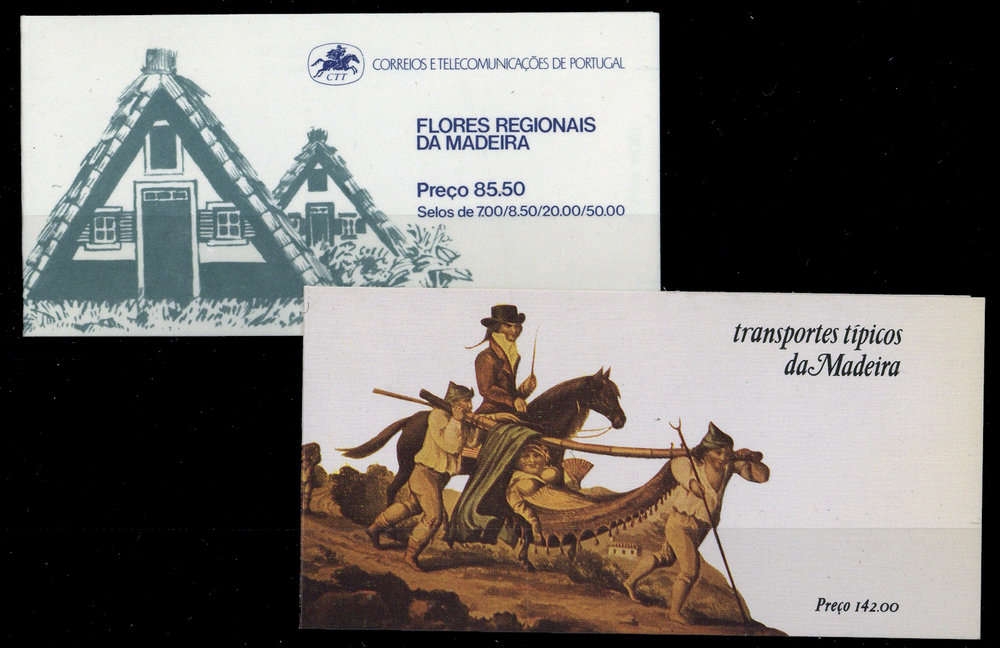 CTT
CORREIOS E TELECOMUNICAÇÕES DE PORTUGAL
FLORES REGIONAIS
DA MADEIRA
Preço 85.50
Selos de 7.00/8.50/20.00/50.00
transportes típicos
da Madeira
Preço 142.00